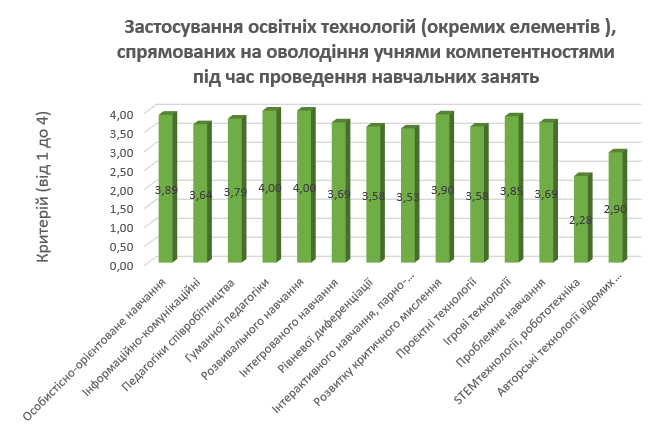 Застосування освітніх технологій (окремих елементів ),
спрямованих на оволодіння учнями компетентностями
під час проведення навчальних занять
Критерій (від 1 до 4)
4,00
3,50
3,00
2,50
2,00
1,50
1,00
0,50
0,00
3,89
3,64
3,79
4,00
4,00
3,69
3,58
3,53
3,90
3,58
3,85
3,69
2,28
2,90
Особистісно-орієнтоване навчання
Інформаційно-комунікаційні
Педагогіки співробітництва
Гуманної педагогіки
Розвивального навчання
Інтегрованого навчання
Рівневої диференціації
Інтерактивного навчання, парно-...
Розвитку критичного мислення
Проєктні технології
Ігрові технології
Проблемне навчання
STEMтехнології, робототехніка
Авторські технології відомих...